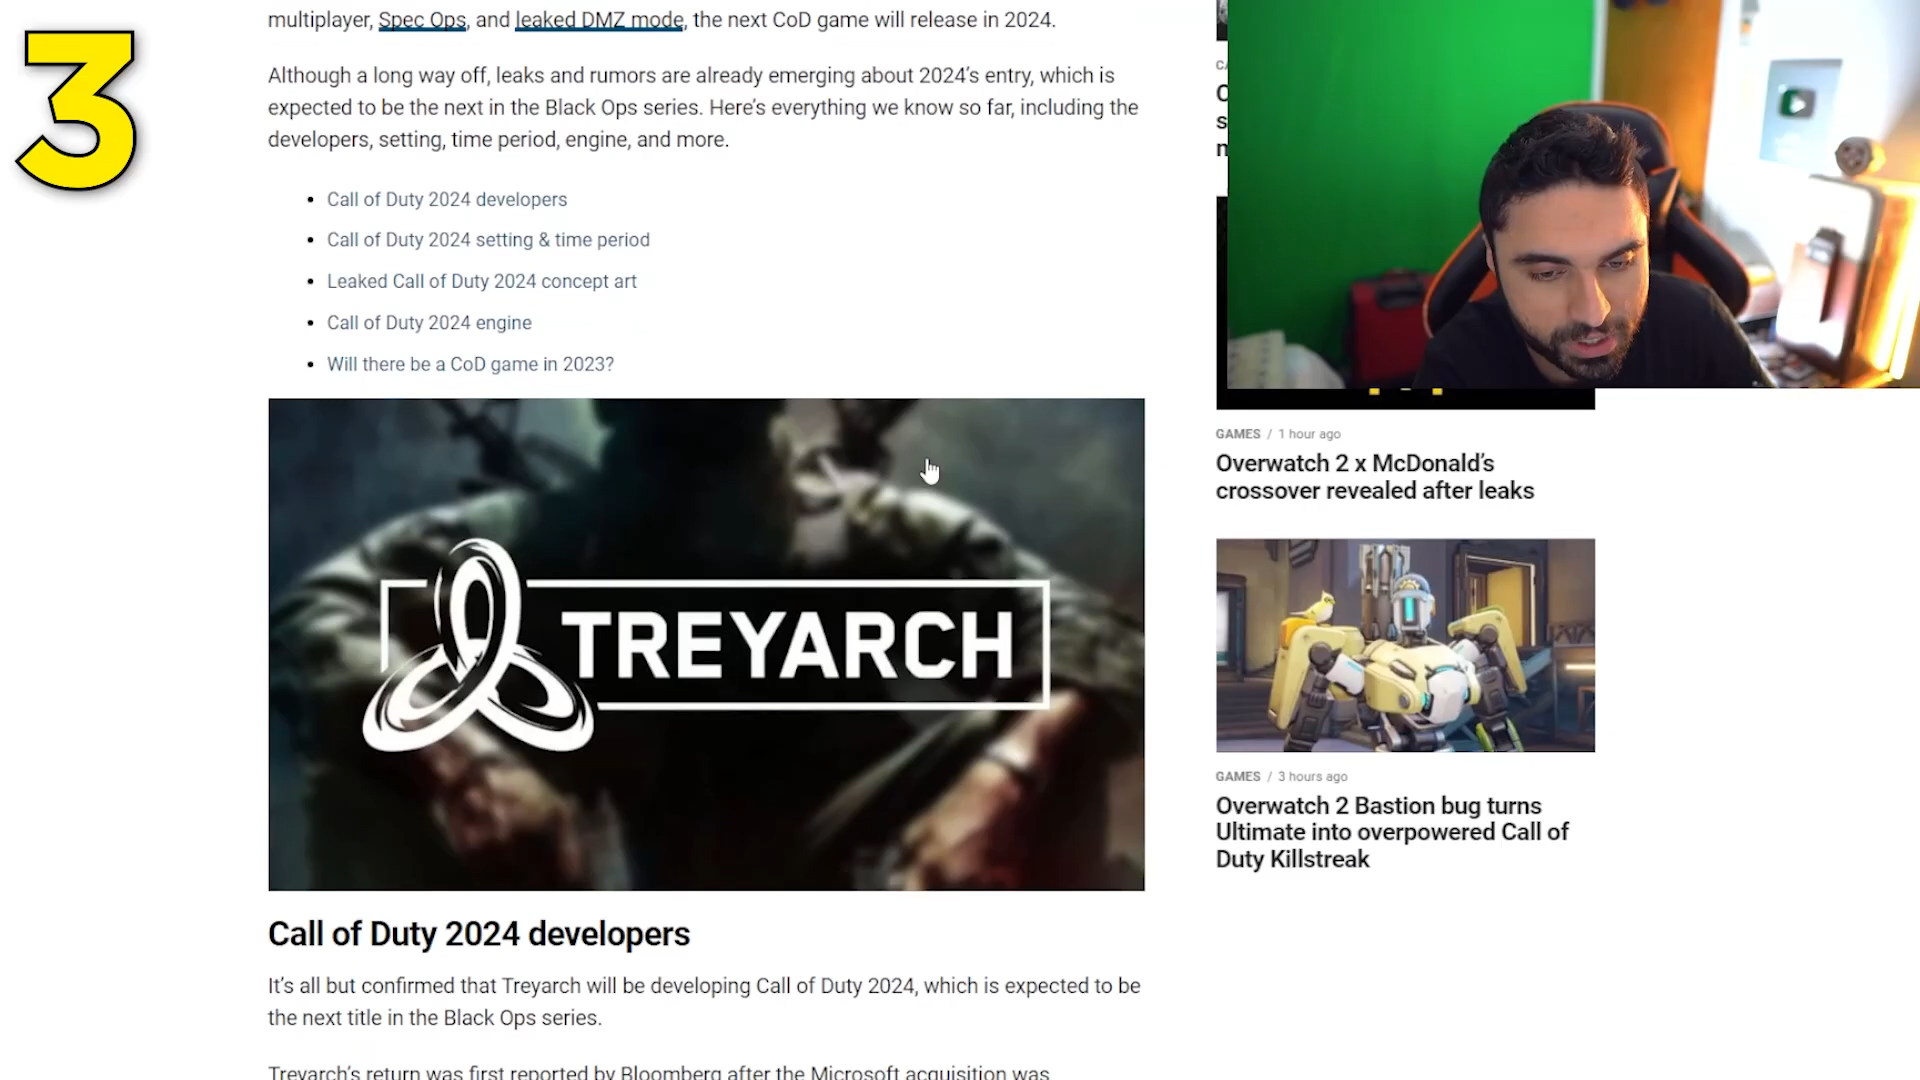 3
multiplayer, Spec Ops, and leaked DMZ mode, the next CoD game will release in 2024.
Although a long way off, leaks and rumors are already emerging about 2024's entry, which is
expected to be the next in the Black Ops series. Here's everything we know so far, including the
developers, setting, time period, engine, and more.
• Call of Duty 2024 developers
• Call of Duty 2024 setting & time period
• Leaked Call of Duty 2024 concept art
• Call of Duty 2024 engine
• Will there be a CoD game in 2023?
TREYARCH
Call of Duty 2024 developers
It's all but confirmed that Treyarch will be developing Call of Duty 2024, which is expected to be
the next title in the Black Ops series.
Treyarch's return was first reported by Bloomberg after the Microsoft acquisition was
GAMES / 1 hour ago
Overwatch 2 x McDonald's
crossover revealed after leaks
GAMES / 3 hours ago
Overwatch 2 Bastion bug turns
Ultimate into overpowered Call of
Duty Killstreak